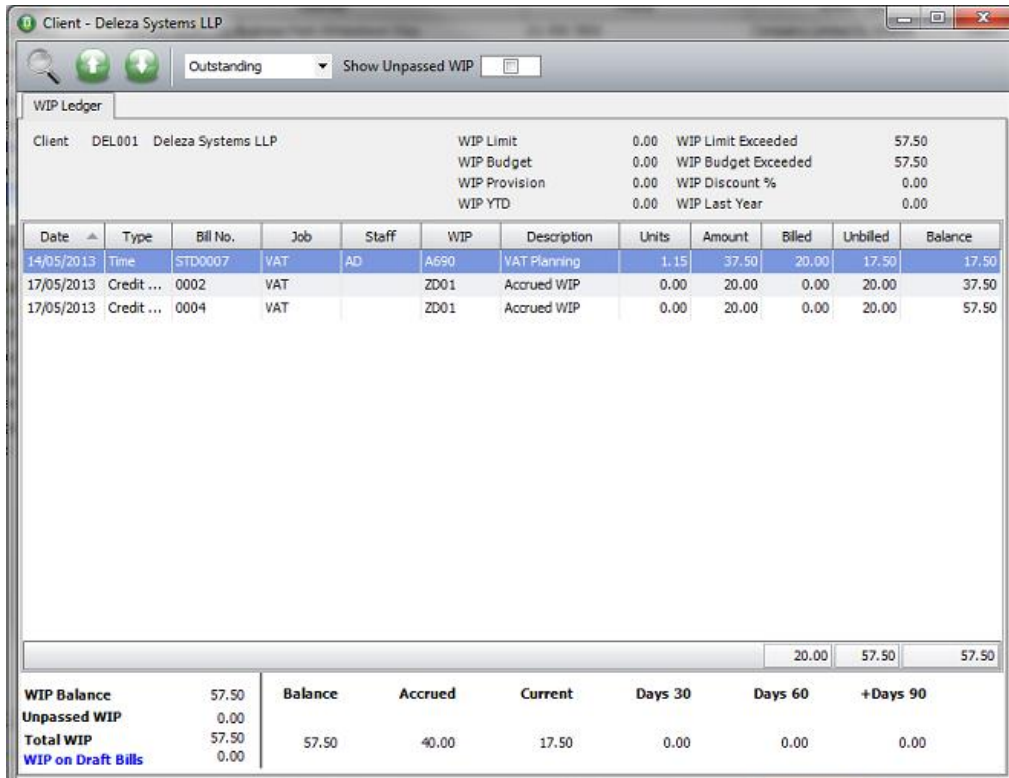 Client - Deleza Systems LLP
Outstanding Show Unpassed WIP
WIP Ledger
Client DEL001 Deleza Systems LLP WIP Limit 0.00 WIP Limit Exceeded 57.50
WIP Budget 0.00 WIP Budget Exceeded 57.50
WIP Provision 0.00 WIP Discount % 0.00
WIP YTD 0.00 WIP Last Year 0.00
Date Type Bill No. Job Staff WIP Description Units Amount Billed Unbilled Balance
14/05/2013 Time STD0007 VAT AD A690 VAT Planning 1.15 37.50 20.00 17.50 17.50
17/05/2013 Credit ... 0002 VAT ZD01 Accrued WIP 0.00 20.00 0.00 20.00 37.50
17/05/2013 Credit ... 0004 VAT ZD01 Accrued WIP 0.00 20.00 0.00 20.00 57.50
20.00 57.50 57.50
WIP Balance 57.50 Balance Accrued Current Days 30 Days 60 +Days 90
Unpassed WIP 0.00
Total WIP 57.50 57.50 40.00 17.50 0.00 0.00 0.00
WIP on Draft Bills 0.00